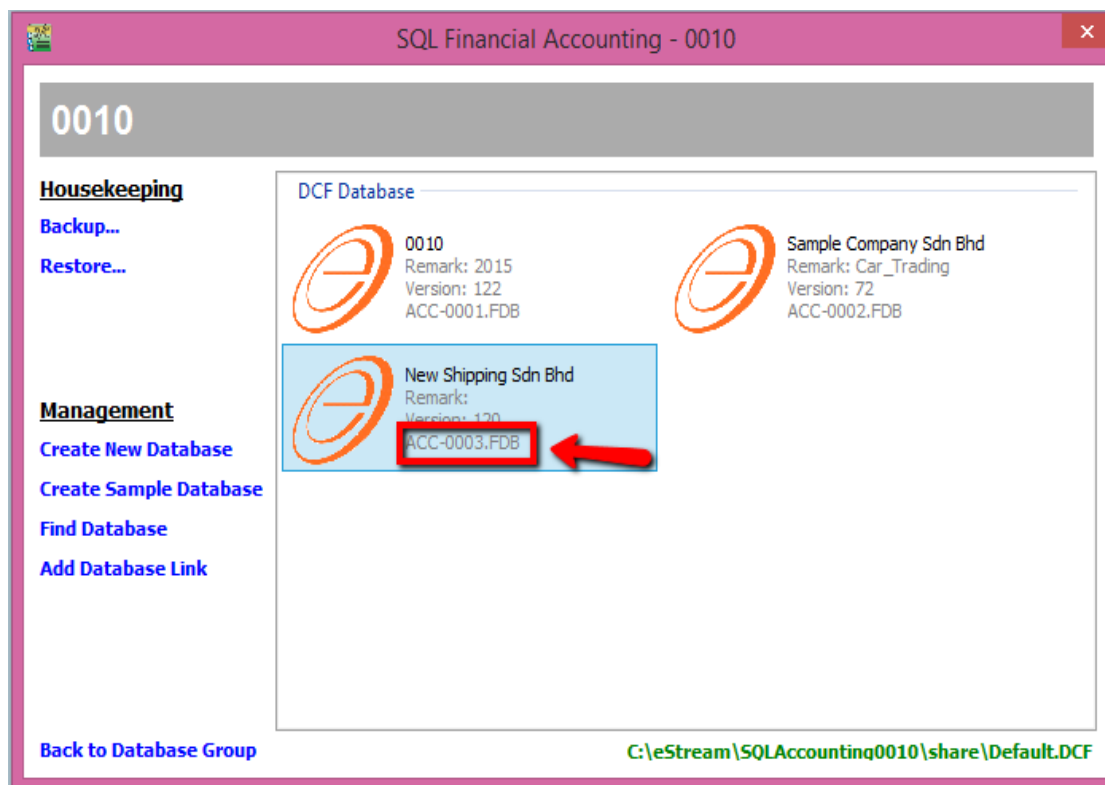 SQL Financial Accounting - 0010
0010
Housekeeping
Backup...
Restore...
Management
Create New Database
Create Sample Database
Find Database
Add Database Link
Back to Database Group
DCF Database
0010
Remark: 2015
Version: 122
ACC-0001.FDB
Sample Company Sdn Bhd
Remark: Car_Trading
Version: 72
ACC-0002.FDB
New Shipping Sdn Bhd
Remark:
Version: 120
ACC-0003.FDB
C:\eStream\SQLAccounting0010\share\Default.DCF